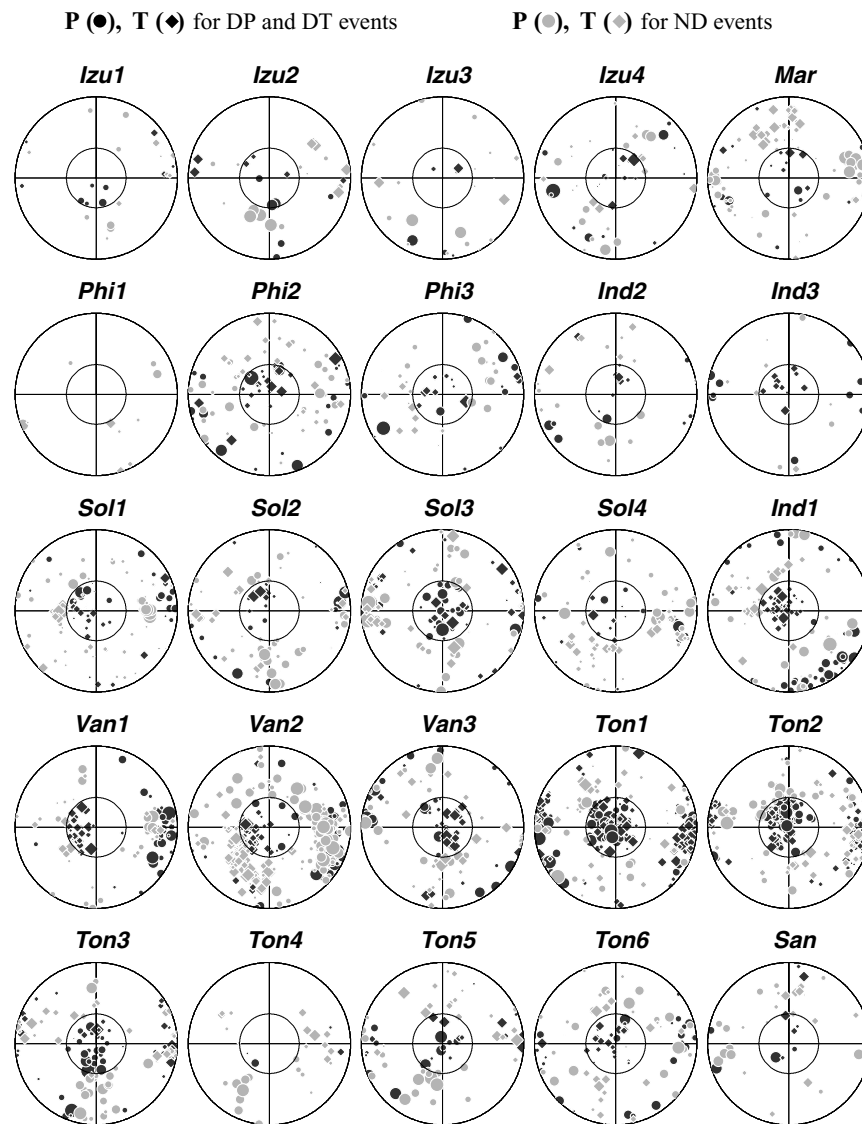 P (●), T (◆) for DP and DT events P (●), T (◆) for ND events
Izu1 Izu2 Izu3 Izu4 Mar
Phi1 Phi2 Phi3 Ind2 Ind3
Sol1 Sol2 Sol3 Sol4 Ind1
Van1 Van2 Van3 Ton1 Ton2
Ton3 Ton4 Ton5 Ton6 San